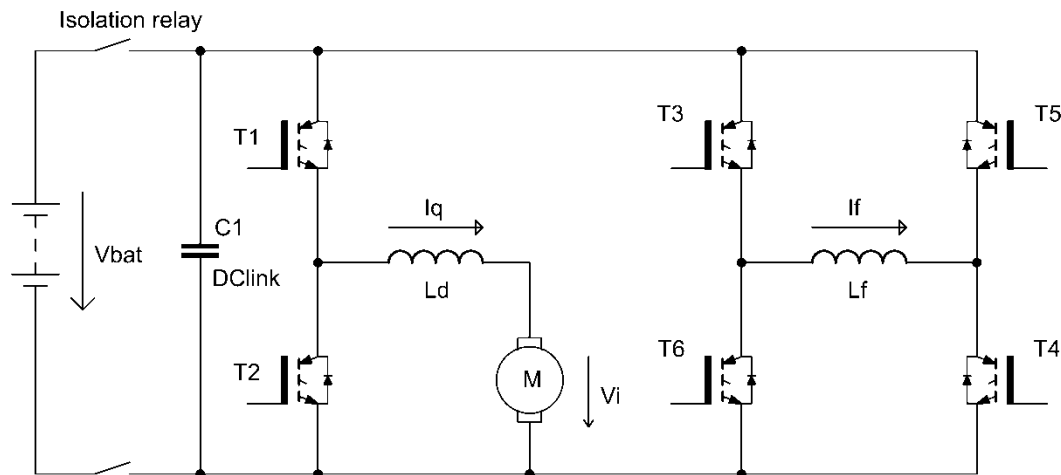 Isolation relay
T1
T3
T5
Iq
If
C1
Vbat
DClink
Ld
Lf
T2
M
Vi
T6
T4